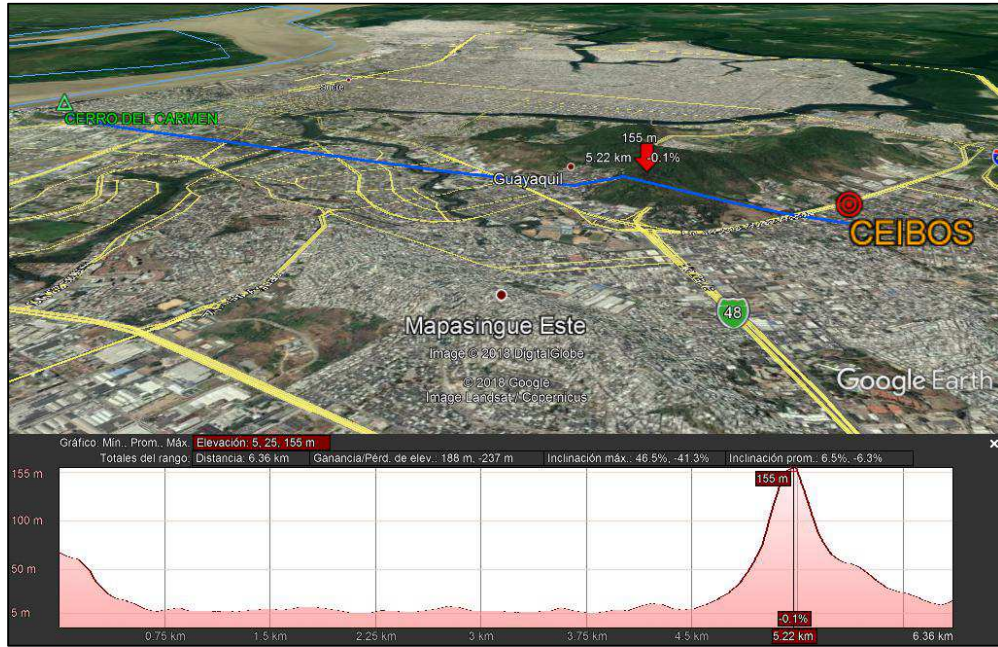 Sucre
CERRO DEL CARMEN
155 m
5.22 km -0.1%
Guayaquil
CEIBOS
48
Mapasingue Este
Image © 2018 DigitalGlobe
© 2018 Google
Image Landsat / Copernicus
Google Earth
Gráfico: Mín., Prom., Máx. Elevación: 5, 25, 155 m
Totales del rango: Distancia: 6.36 km Ganancia/Pérd. de elev.: 188 m, -237 m Inclinación máx.: 46.5%, -41.3% Inclinación prom.: 6.5%, -6.3%
155 m
155 m
100 m
50 m
5 m
-0.1%
0.75 km 1.5 km 2.25 km 3 km 3.75 km 4.5 km 5.22 km 6.36 km